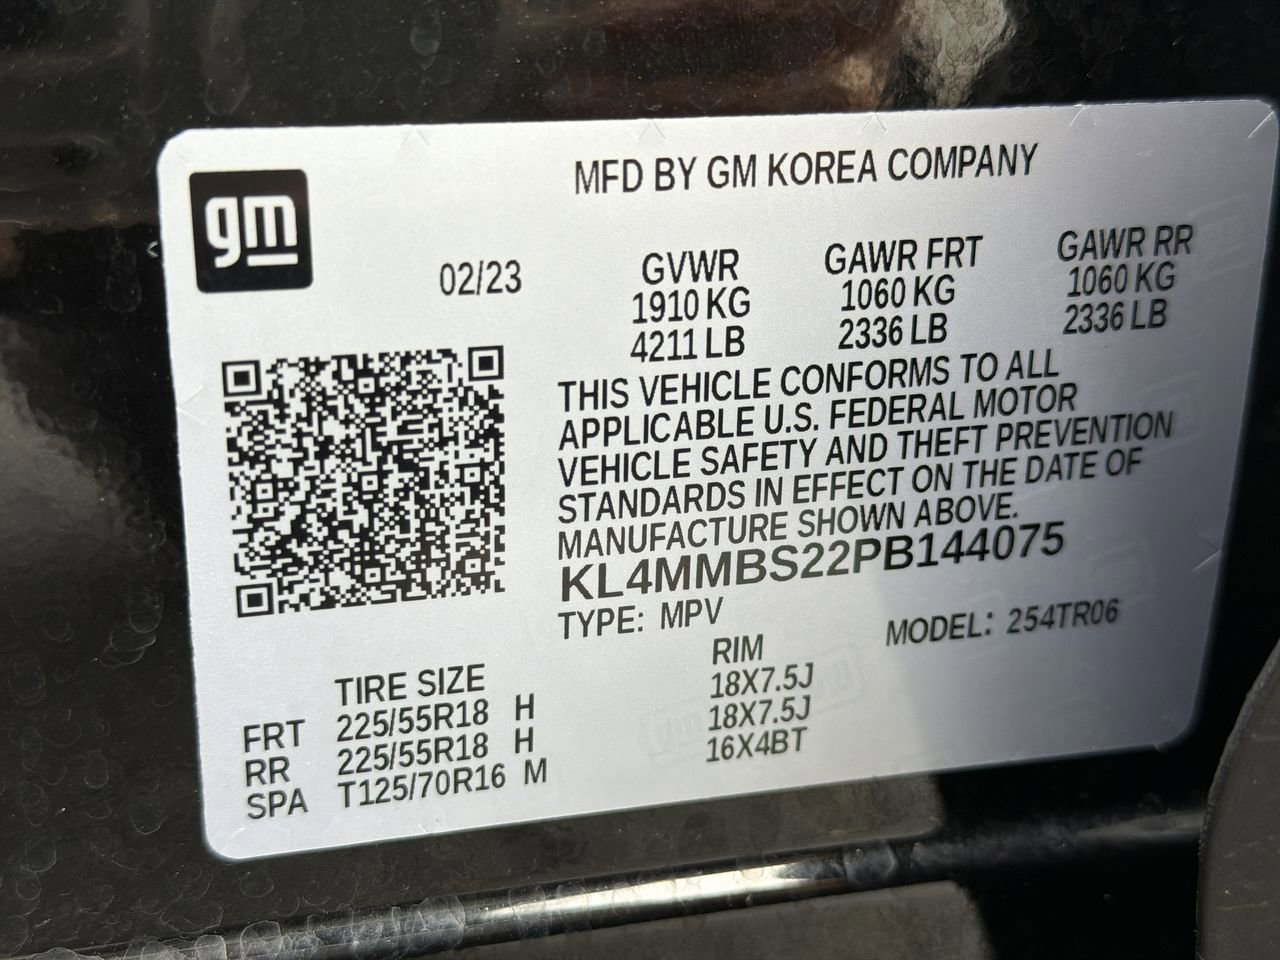 gm
MFD BY GM KOREA COMPANY
02/23
GVWR GAWR FRT GAWR RR
1910 KG 1060 KG 1060 KG
4211 LB 2336 LB 2336 LB
THIS VEHICLE CONFORMS TO ALL
APPLICABLE U.S. FEDERAL MOTOR
VEHICLE SAFETY AND THEFT PREVENTION
STANDARDS IN EFFECT ON THE DATE OF
MANUFACTURE SHOWN ABOVE.
KL4MMBS22PB144075
TYPE: MPV MODEL: 254TR06
TIRE SIZE RIM
FRT 225/55R18 H 18X7.5J
RR 225/55R18 H 18X7.5J
SPA T125/70R16 M 16X4BT